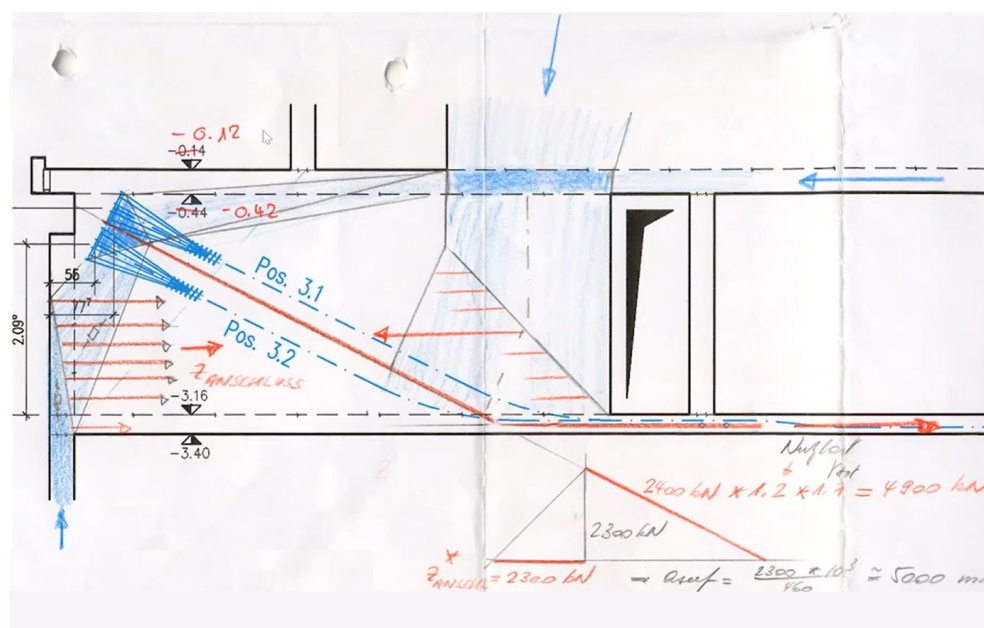 - 0.12
-0.14
-0.44
- 0.42
55
77
2.09⁵
Pos. 3.1
Pos. 3.2
Z ANSCHLUSS
-3.16
-3.40
2400 kN * 1.2 * 1.7 = 4900 kN
2300 kN
Z ANSCHL = 2300 kN
2300 * 10³
460
≅ 5000